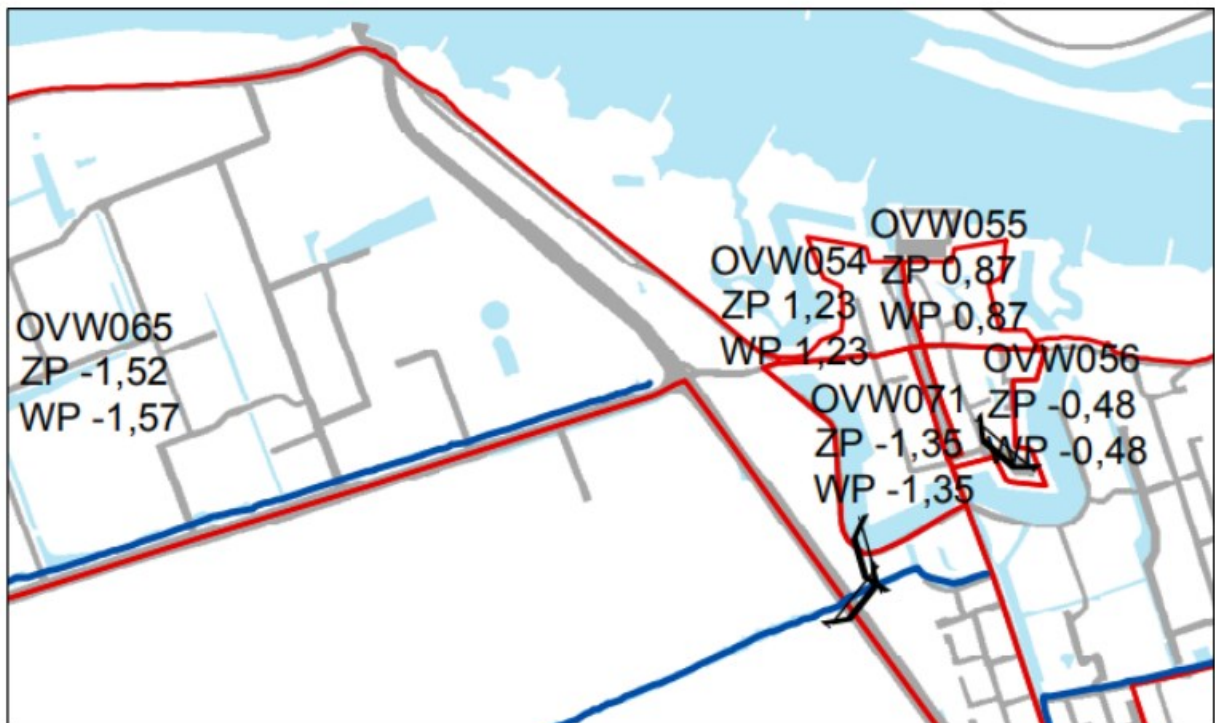 OVW055
ZP 0,87
WP 0,87
OVW054
ZP 1,23
WP 1,23
OVW065
ZP -1,52
WP -1,57
OVW056
ZP -0,48
WP -0,48
OVW071
ZP -1,35
WP -1,35